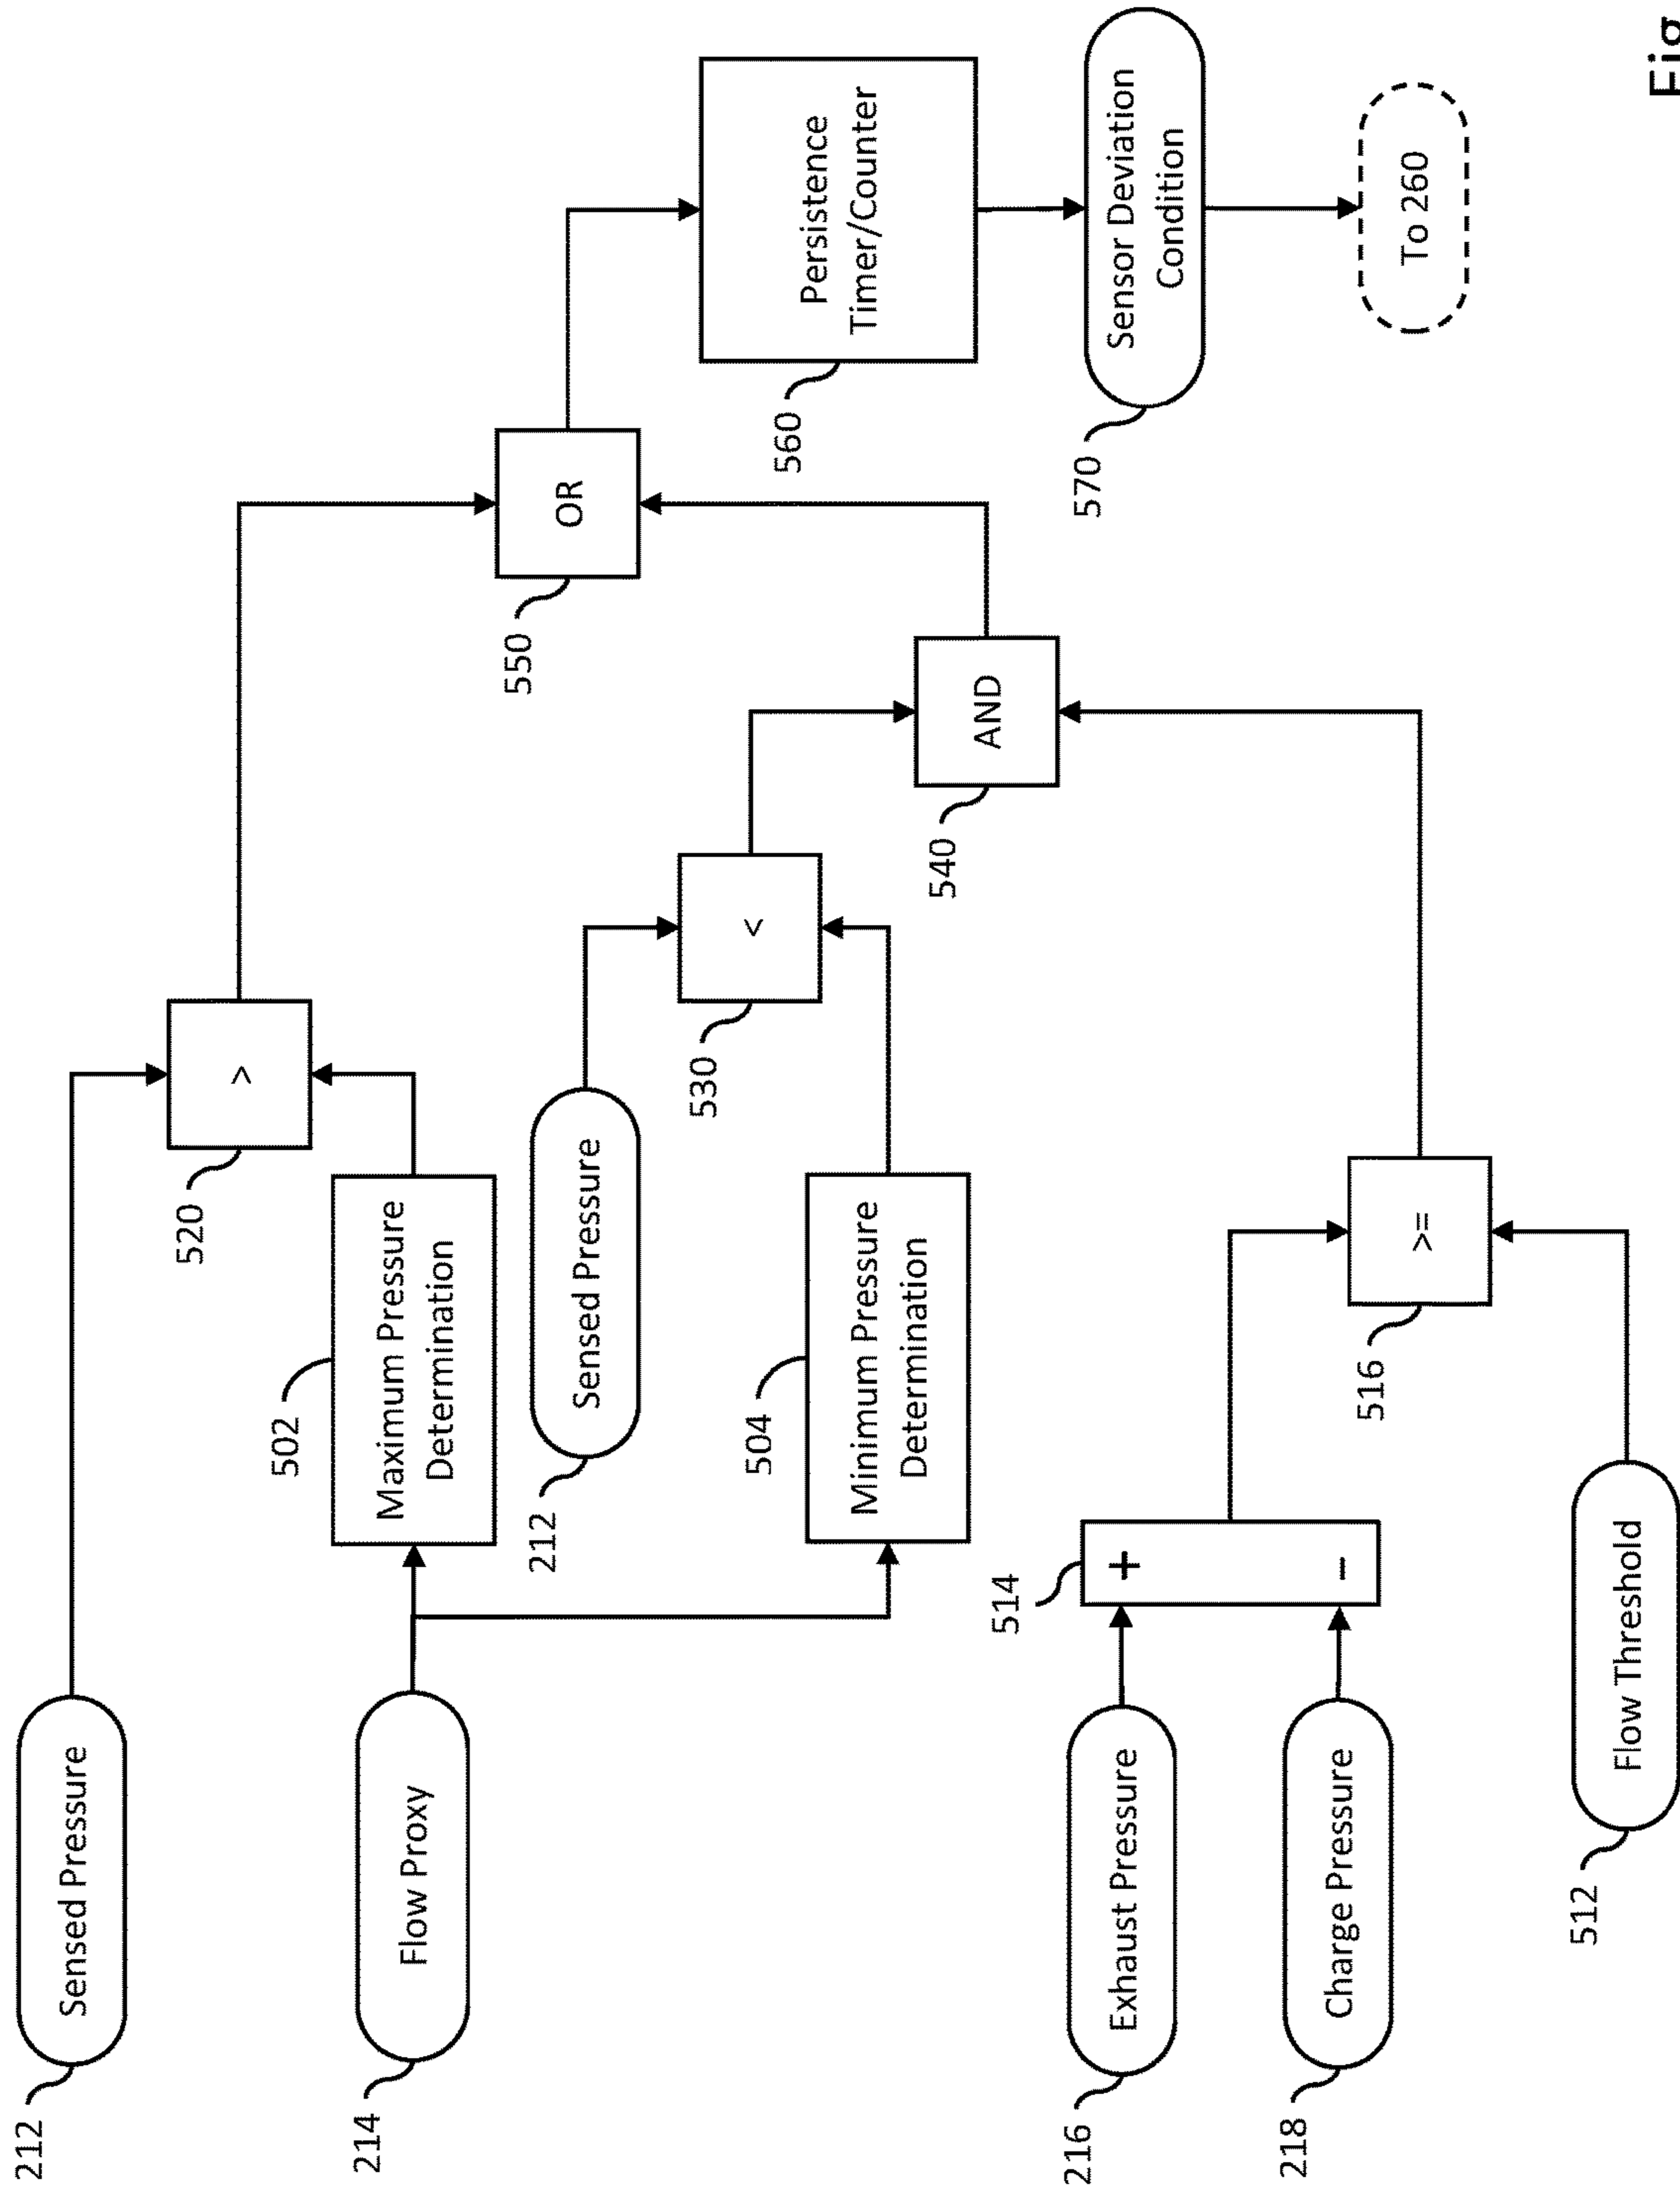 212
Sensed Pressure
520
>
502
Maximum Pressure
Determination
214
Flow Proxy
212
Sensed Pressure
530
<
504
Minimum Pressure
Determination
550
OR
540
AND
560
Persistence
Timer/Counter
216
Exhaust Pressure
514
+
-
218
Charge Pressure
516
>=
512
Flow Threshold
570
Sensor Deviation
Condition
To 260
Fig